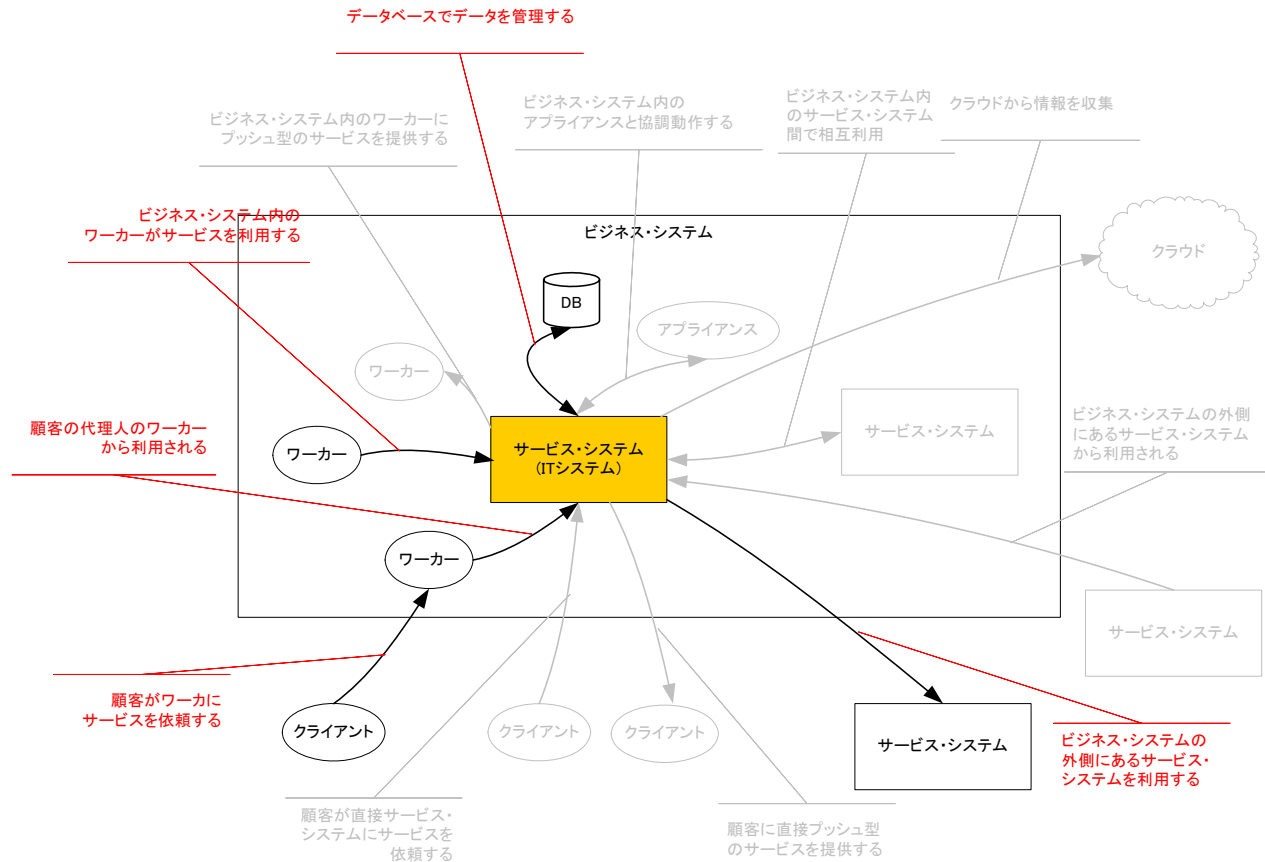 データベースでデータを管理する
ビジネス・システム内のワーカーに
プッシュ型のサービスを提供する
ビジネス・システム内の
アプライアンスと協調動作する
ビジネス・システム内
のサービス・システム
間で相互利用
クラウドから情報を収集
ビジネス・システム内の
ワーカーがサービスを利用する
ビジネス・システム
クラウド
DB
アプライアンス
ワーカー
顧客の代理人のワーカー
から利用される
ワーカー
サービス・システム
(ITシステム)
サービス・システム
ビジネス・システムの外側
にあるサービス・システム
から利用される
ワーカー
サービス・システム
顧客がワーカに
サービスを依頼する
クライアント
クライアント
クライアント
サービス・システム
ビジネス・システムの
外側にあるサービス・
システムを利用する
顧客が直接サービス・
システムにサービスを
依頼する
顧客に直接プッシュ型
のサービスを提供する